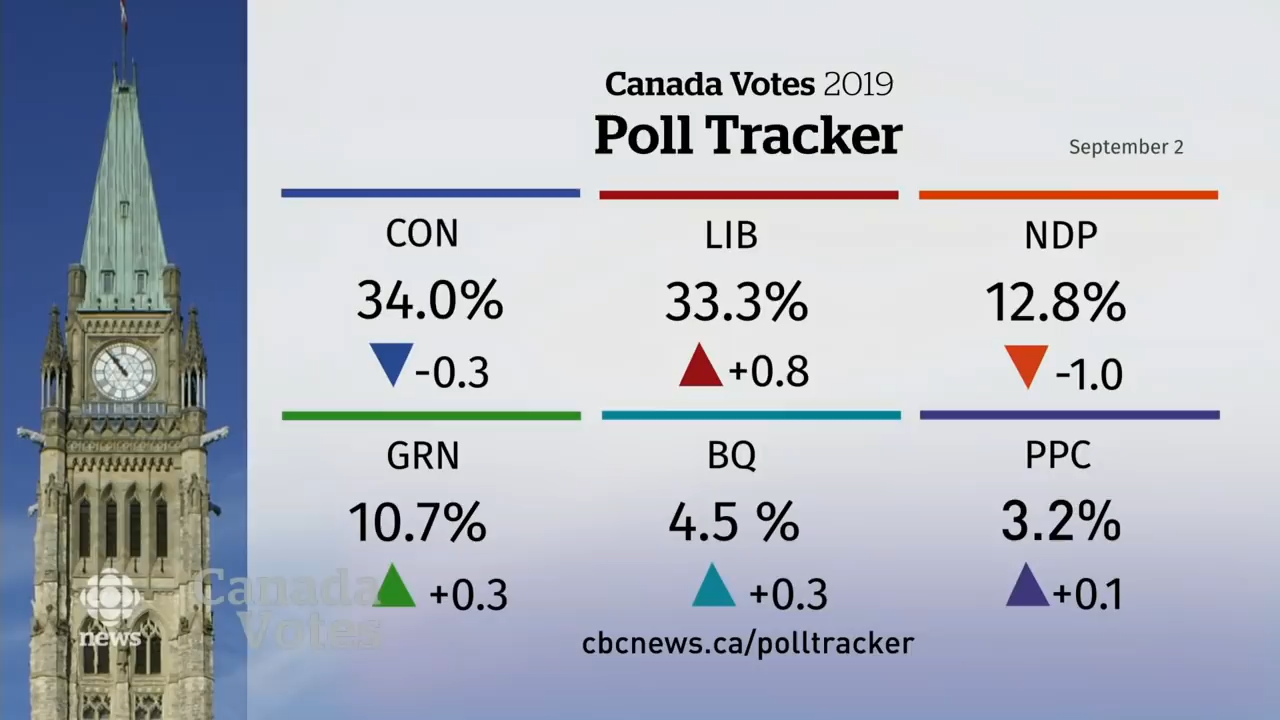 Canada Votes 2019
Poll Tracker
September 2
CON
34.0%
-0.3
LIB
33.3%
+0.8
NDP
12.8%
-1.0
GRN
10.7%
+0.3
BQ
4.5 %
+0.3
PPC
3.2%
+0.1
cbcnews.ca/polltracker
news
Canada
Votes